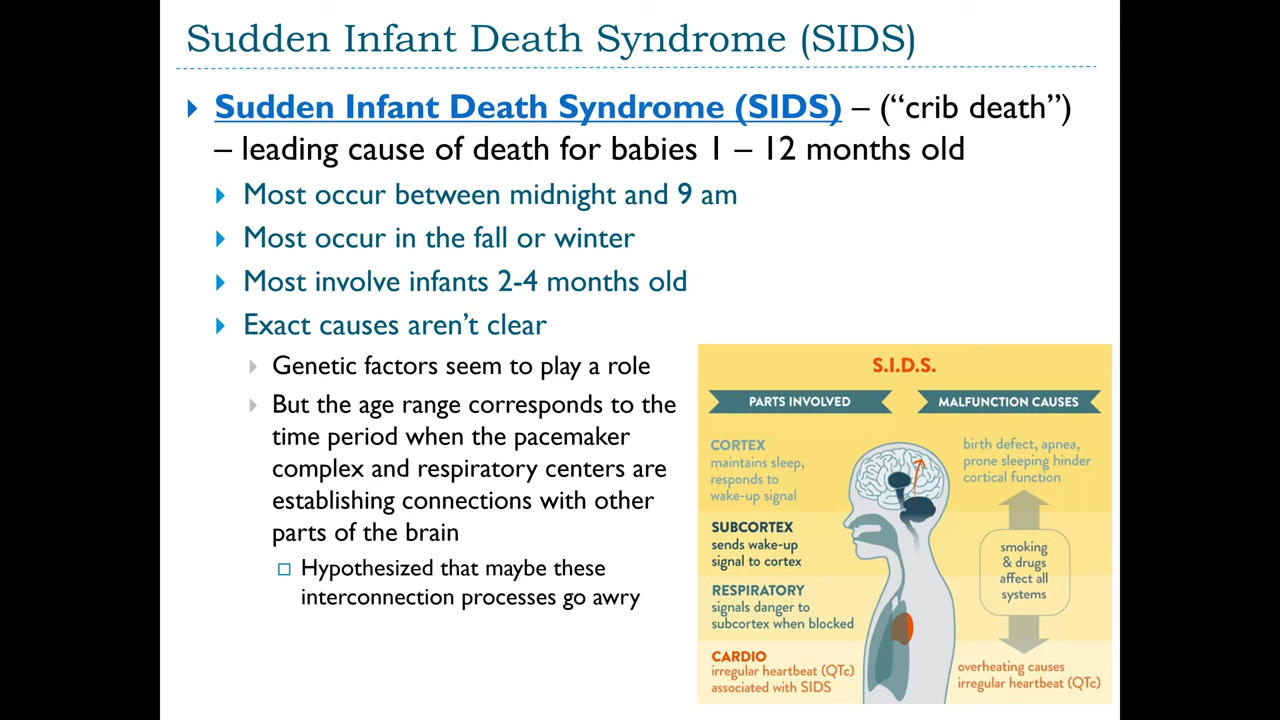 Sudden Infant Death Syndrome (SIDS)
Sudden Infant Death Syndrome (SIDS) – (“crib death”)
– leading cause of death for babies 1 – 12 months old
Most occur between midnight and 9 am
Most occur in the fall or winter
Most involve infants 2-4 months old
Exact causes aren’t clear
Genetic factors seem to play a role
But the age range corresponds to the
time period when the pacemaker
complex and respiratory centers are
establishing connections with other
parts of the brain
Hypothesized that maybe these
interconnection processes go awry
S.I.D.S.
PARTS INVOLVED
MALFUNCTION CAUSES
CORTEX
maintains sleep,
responds to
wake-up signal
birth defect, apnea,
prone sleeping hinder
cortical function
SUBCORTEX
sends wake-up
signal to cortex
smoking
& drugs
affect all
systems
RESPIRATORY
signals danger to
subcortex when blocked
CARDIO
irregular heartbeat (QTc)
associated with SIDS
overheating causes
irregular heartbeat (QTc)